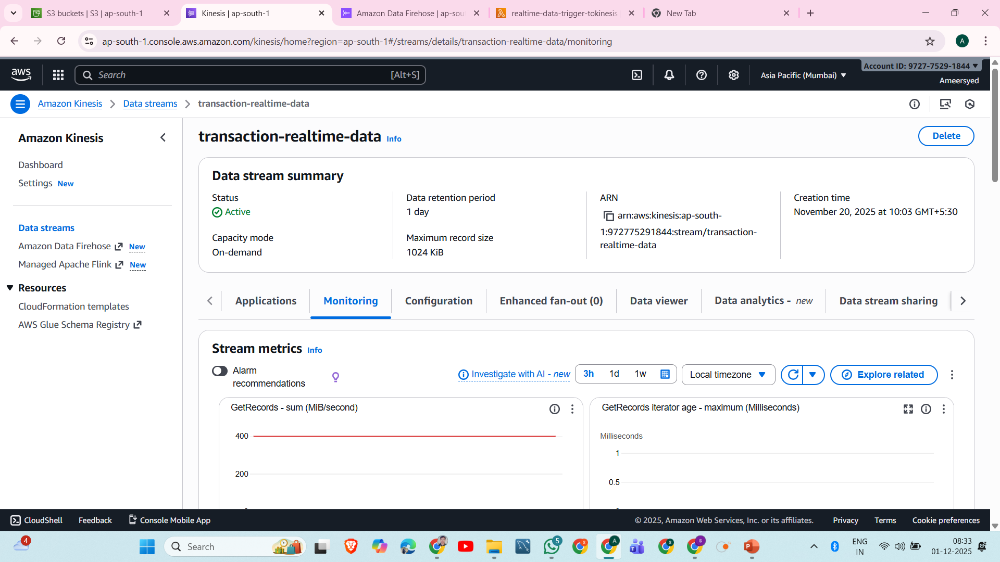 S3 buckets | S3 | ap-south-1
Kinesis | ap-south-1
Amazon Data Firehose | ap-sou
realtime-data-trigger-tokinesis
New Tab
ap-south-1.console.aws.amazon.com/kinesis/home?region=ap-south-1#/streams/details/transaction-realtime-data/monitoring
A
aws
Search
[Alt+S]
Asia Pacific (Mumbai)
Account ID: 9727-7529-1844
Ameersyed
Amazon Kinesis
Data streams
transaction-realtime-data
Amazon Kinesis
Dashboard
Settings New
Data streams
Amazon Data Firehose New
Managed Apache Flink New
Resources
CloudFormation templates
AWS Glue Schema Registry
transaction-realtime-data Info
Delete
Data stream summary
Status
Active
Capacity mode
On-demand
Data retention period
1 day
Maximum record size
1024 KiB
ARN
arn:aws:kinesis:ap-south-
1:972775291844:stream/transaction-
realtime-data
Creation time
November 20, 2025 at 10:03 GMT+5:30
Applications
Monitoring
Configuration
Enhanced fan-out (0)
Data viewer
Data analytics - new
Data stream sharing
Stream metrics Info
Alarm
recommendations
Investigate with AI - new
3h
1d
1w
Local timezone
Explore related
GetRecords - sum (MiB/second)
400
200
GetRecords iterator age - maximum (Milliseconds)
Milliseconds
1
0.5
CloudShell
Feedback
Console Mobile App
© 2025, Amazon Web Services, Inc. or its affiliates.
Privacy
Terms
Cookie preferences
4
Search
5
S
A
T
S
S
P
ENG
IN
08:33
01-12-2025